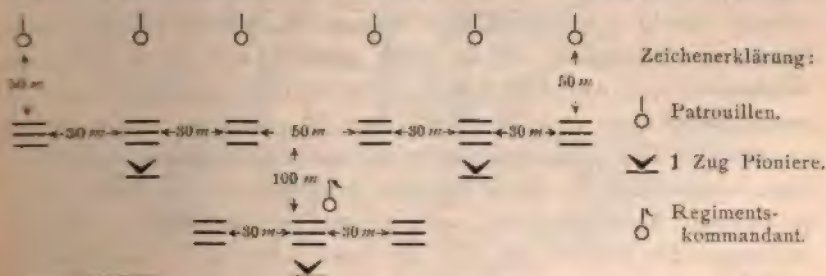 50 m
50 m
30 m 30 m 50 m 30 m 30 m
100 m
30 m 30 m
Zeichenerklärung:
Patrouillen.
1 Zug Pioniere.
Regiments-
kommandant.